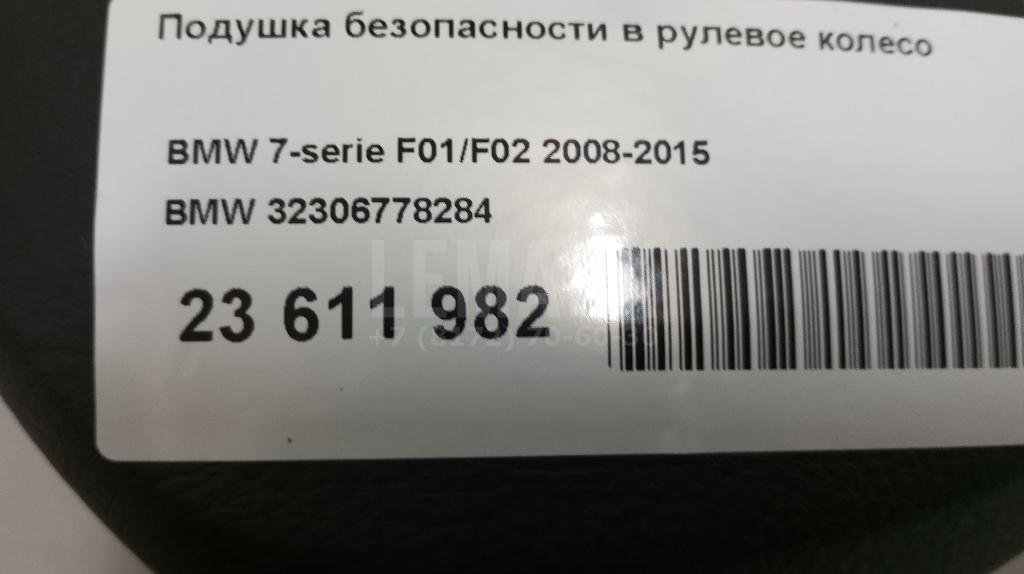 Подушка безопасности в рулевое колесо
BMW 7-serie F01/F02 2008-2015
BMW 32306778284
23 611 982